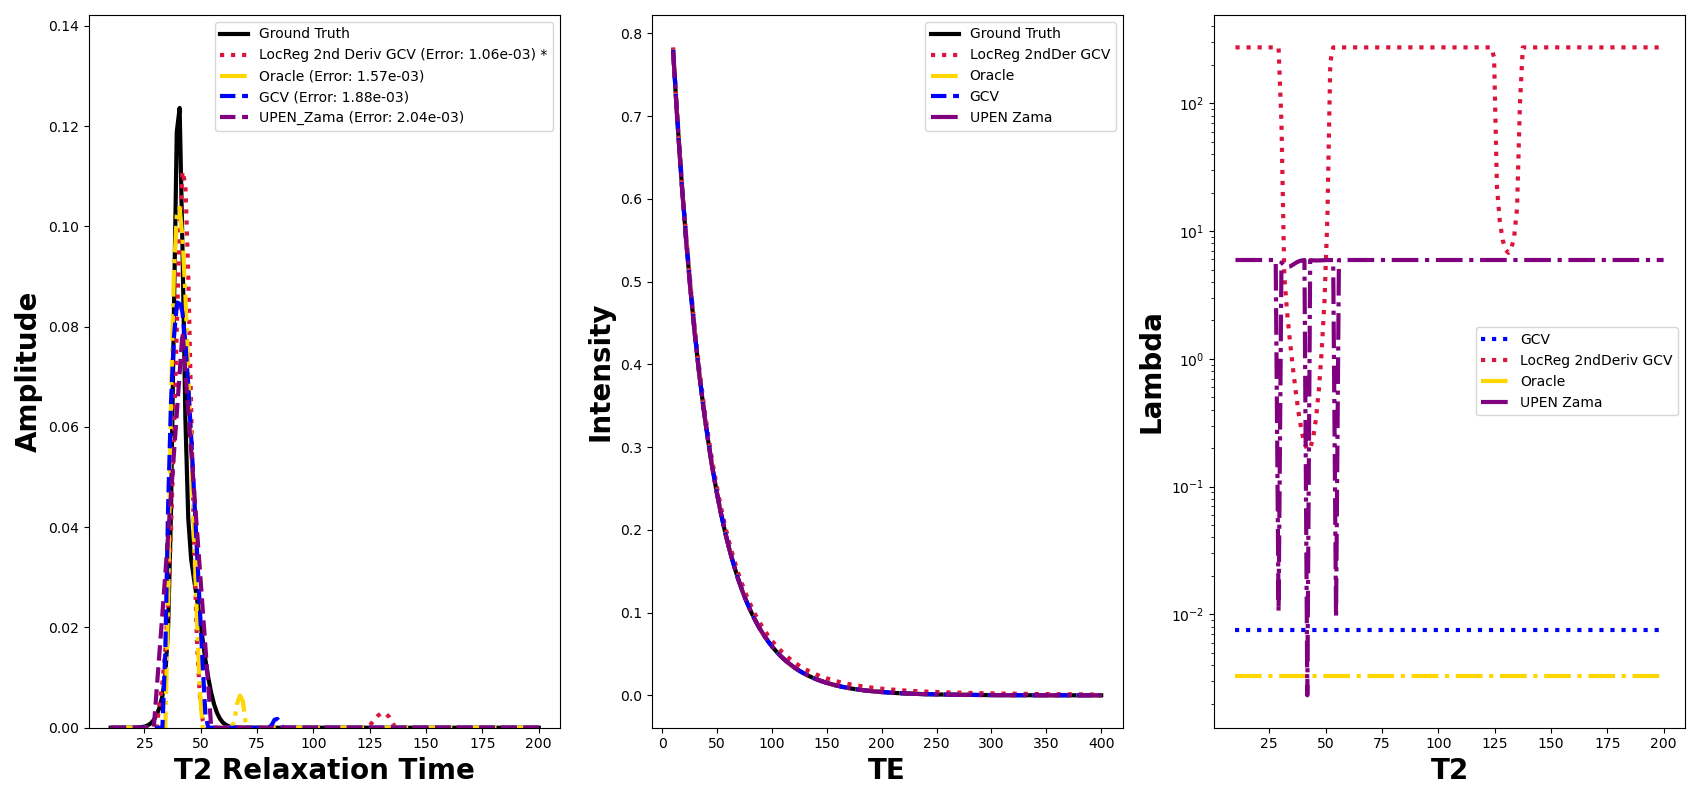 Amplitude
0.14
0.12
0.10
0.08
0.06
0.04
0.02
0.00
Ground Truth
LocReg 2nd Deriv GCV (Error: 1.06e-03) *
Oracle (Error: 1.57e-03)
GCV (Error: 1.88e-03)
UPEN_Zama (Error: 2.04e-03)
25 50 75 100 125 150 175 200
T2 Relaxation Time
Intensity
0.8
0.7
0.6
0.5
0.4
0.3
0.2
0.1
0.0
Ground Truth
LocReg 2ndDer GCV
Oracle
GCV
UPEN Zama
0 50 100 150 200 250 300 350 400
TE
Lambda
10²
10¹
10⁰
10⁻¹
10⁻²
GCV
LocReg 2ndDeriv GCV
Oracle
UPEN Zama
25 50 75 100 125 150 175 200
T2